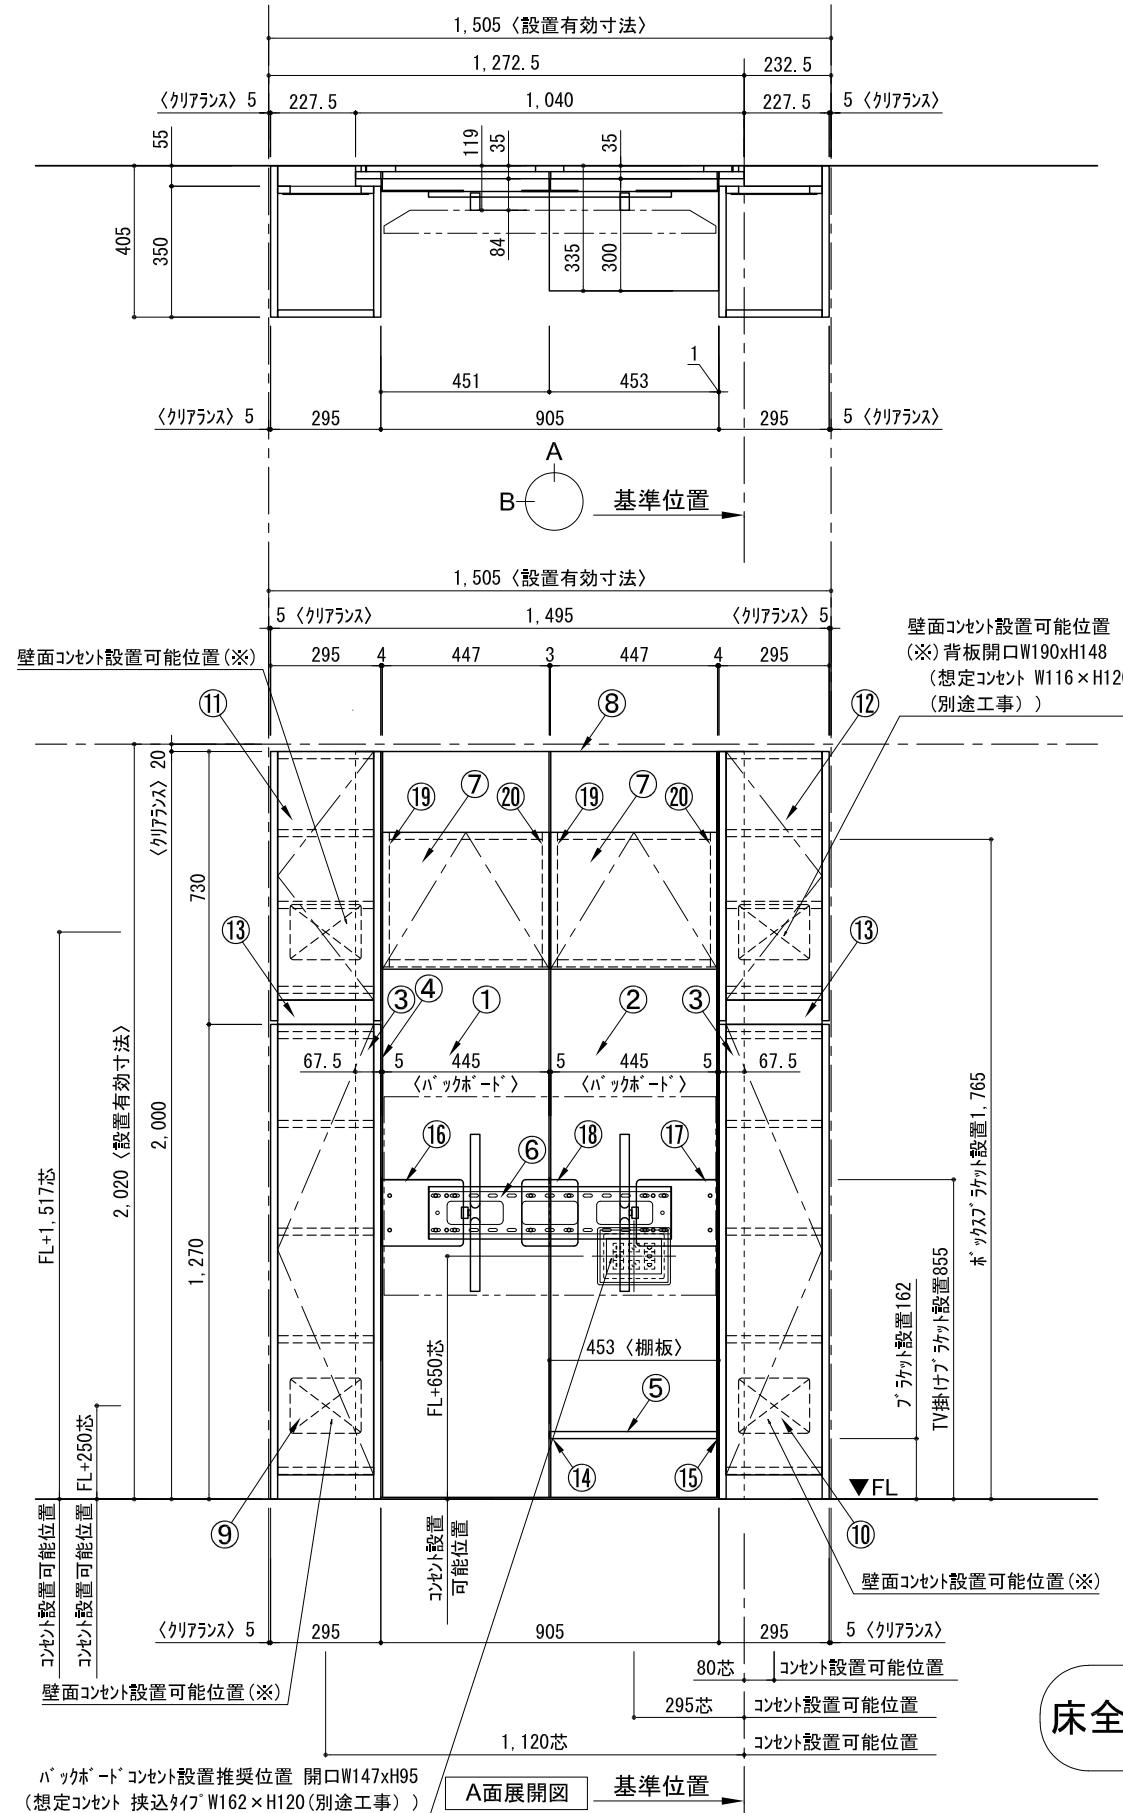 1,505〈設置有効寸法〉
1,272.5
232.5
〈クリアランス〉5
227.5
1,040
227.5
5〈クリアランス〉
55
119
35
35
405
350
84
335
300
1
451
453
〈クリアランス〉5
295
905
295
5〈クリアランス〉
A
B
基準位置
1,505〈設置有効寸法〉
5〈クリアランス〉
1,495
〈クリアランス〉5
壁面コンセント設置可能位置(※)
295
4
447
3
447
4
295
壁面コンセント設置可能位置
(※)背板開口W190xH148
(想定コンセント W116×H120
(別途工事))
⑪
⑧
⑫
〈クリアランス〉20
⑲
⑦
⑳
⑲
⑦
⑳
730
⑬
⑬
③
④
①
②
③
67.5
5
445
5
445
5
67.5
〈バックボード〉
〈バックボード〉
FL+1,517芯
2,020〈設置有効寸法〉
2,000
1,270
ボックスブラケット設置1,765
⑯
⑥
⑱
⑰
FL+650芯
453〈棚板〉
⑤
ブラケット設置162
TV掛けブラケット設置855
FL+250芯
⑭
⑮
▼FL
⑨
⑩
コンセント設置可能位置
コンセント設置可能位置
コンセント設置
可能位置
壁面コンセント設置可能位置(※)
〈クリアランス〉5
295
905
295
5〈クリアランス〉
80芯
コンセント設置可能位置
壁面コンセント設置可能位置(※)
295芯
コンセント設置可能位置
床全
1,120芯
コンセント設置可能位置
バックボードコンセント設置推奨位置 開口W147xH95
(想定コンセント 挟込タイプW162×H120(別途工事))
A面展開図
基準位置